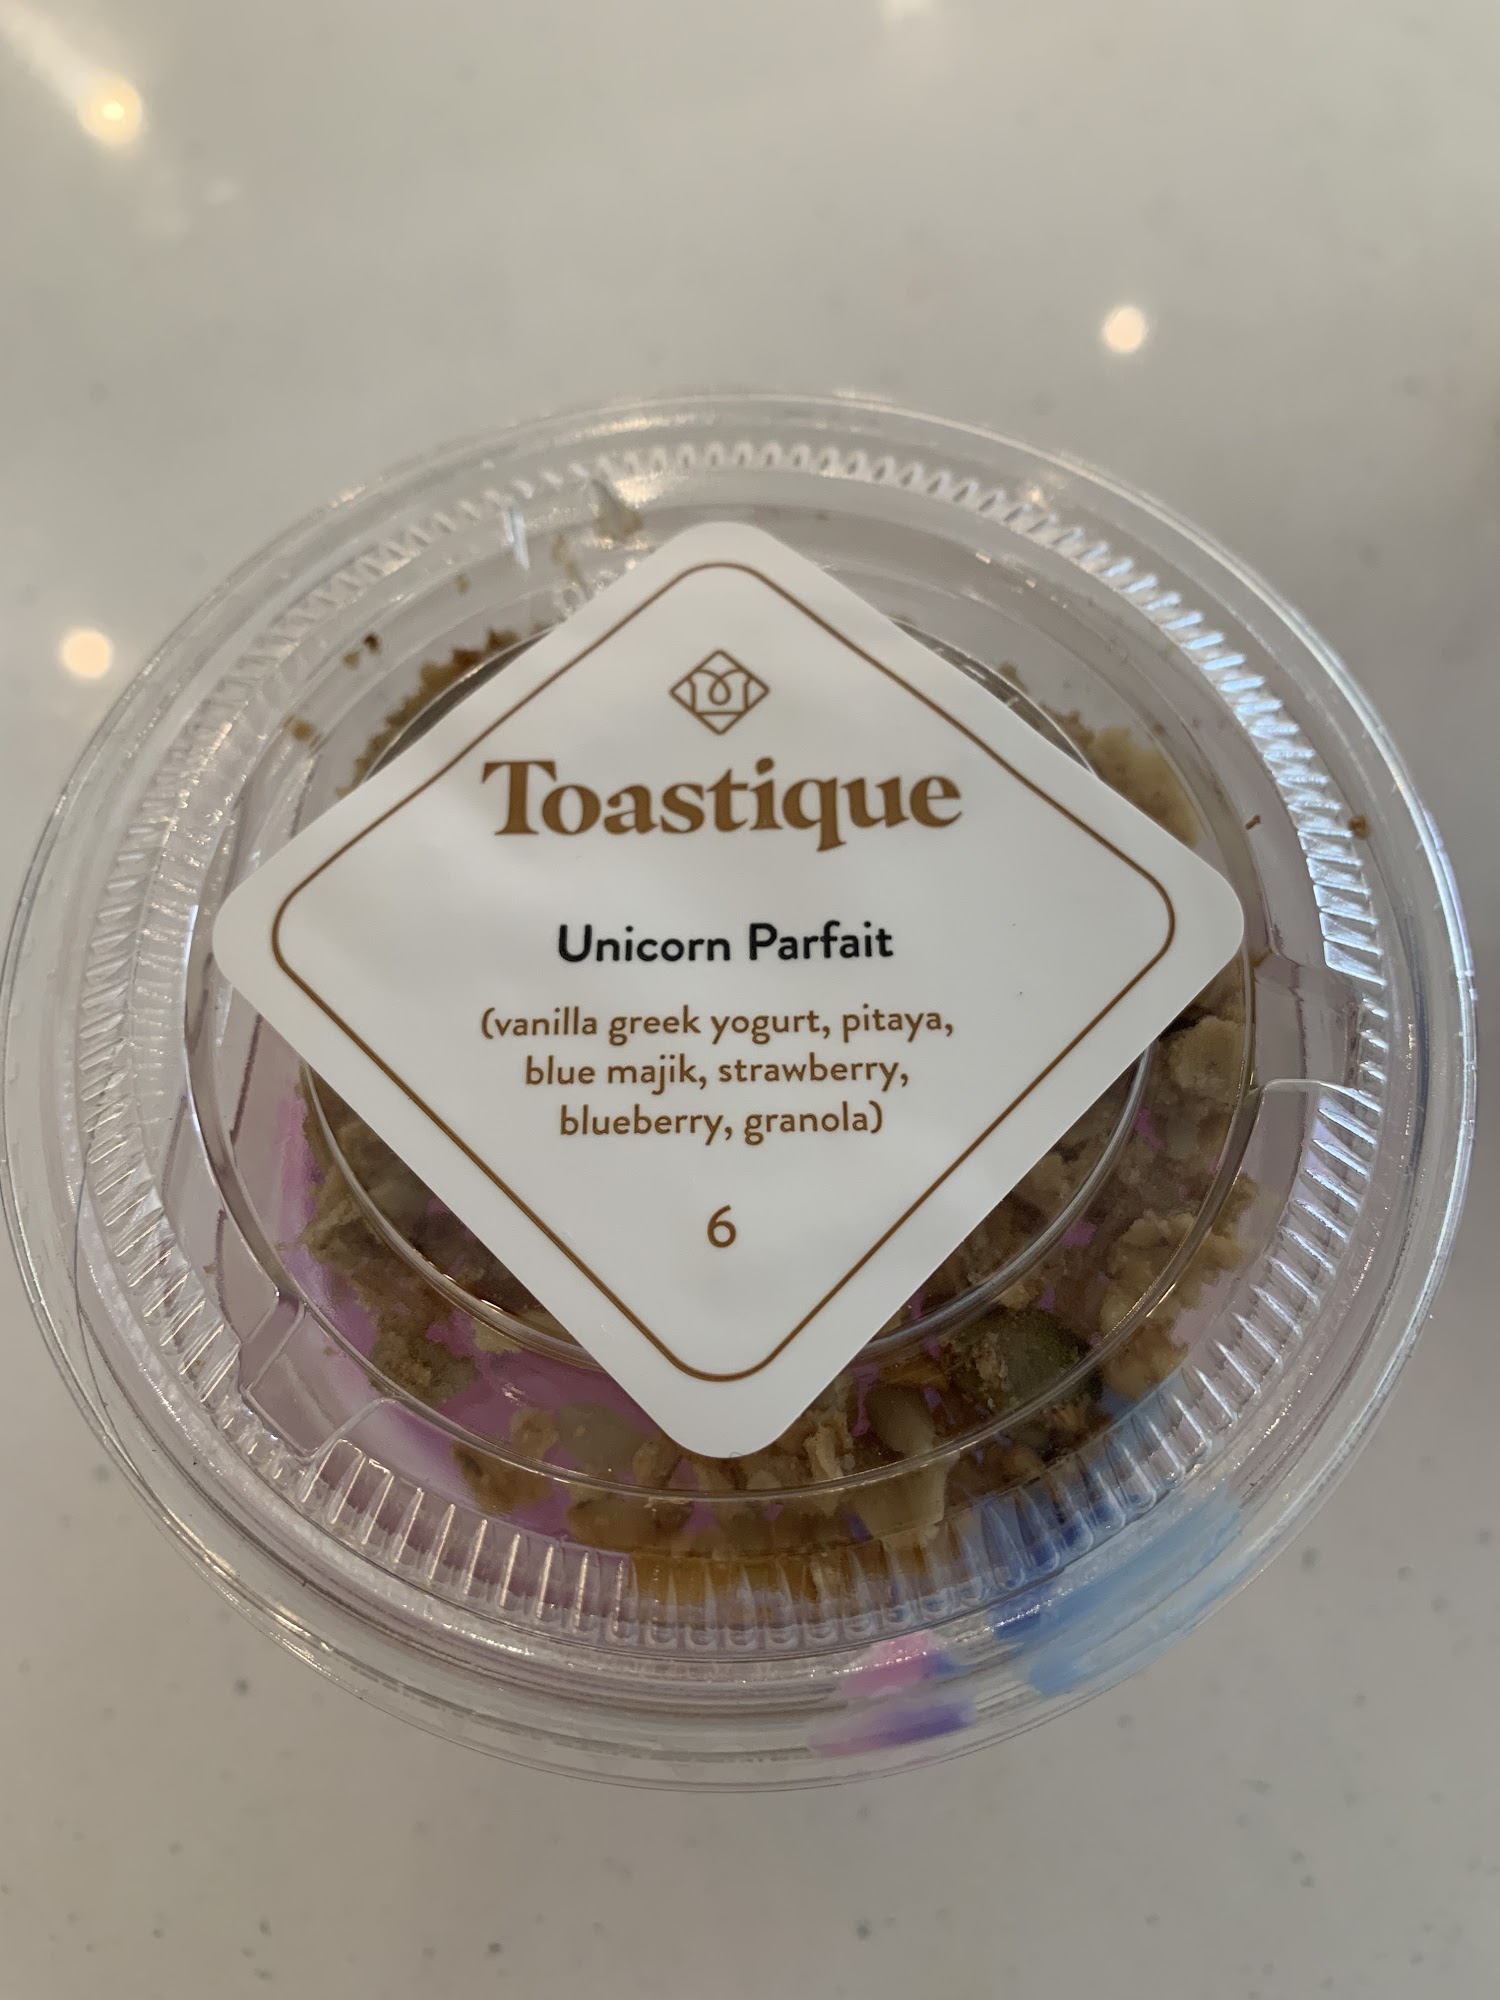 Toastique
Unicorn Parfait
(vanilla greek yogurt, pitaya,
blue majik, strawberry,
blueberry, granola)
6